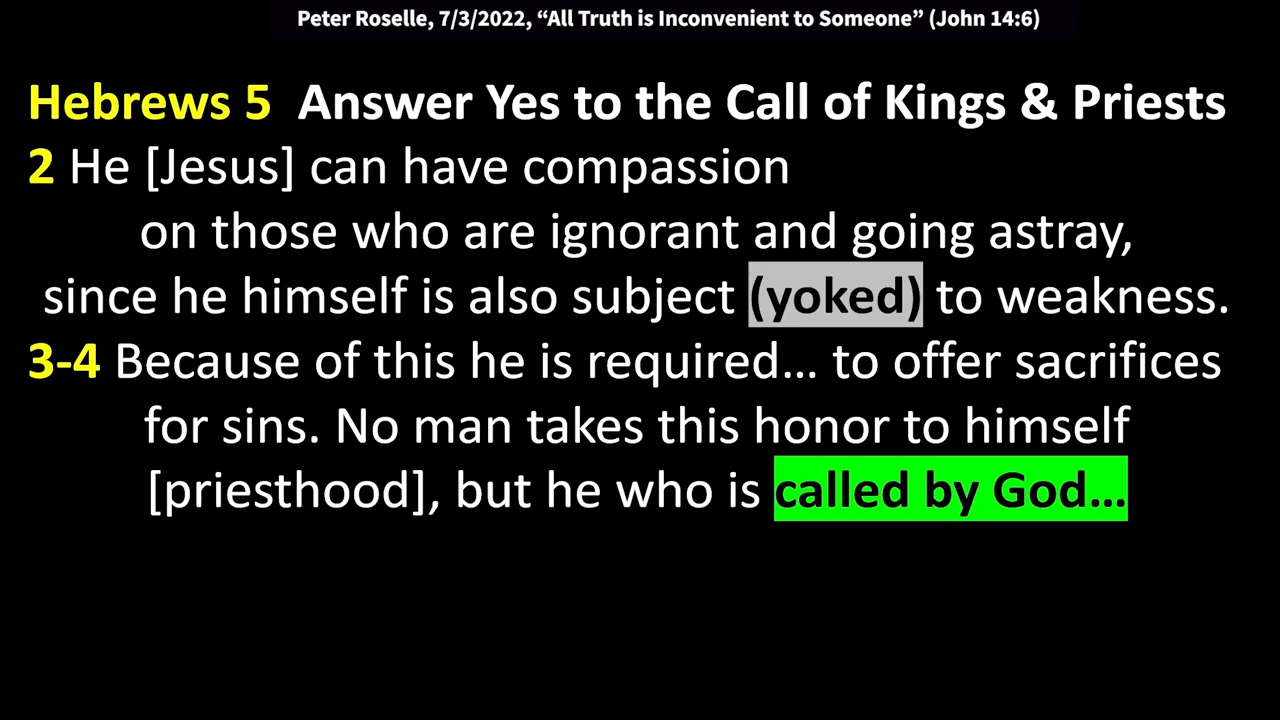 Peter Roselle, 7/3/2022, “All Truth is Inconvenient to Someone” (John 14:6)
Hebrews 5 Answer Yes to the Call of Kings & Priests
2 He [Jesus] can have compassion
on those who are ignorant and going astray,
since he himself is also subject (yoked) to weakness.
3-4 Because of this he is required... to offer sacrifices
for sins. No man takes this honor to himself
[priesthood], but he who is called by God...